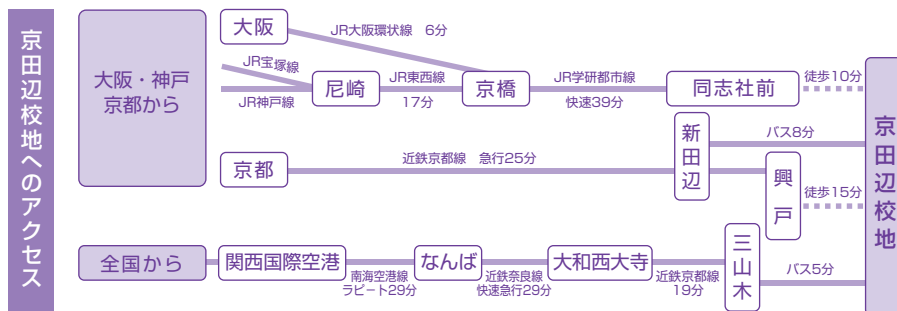 京田辺校地へのアクセス
大阪・神戸
京都から
大阪
JR大阪環状線 6分
JR宝塚線
JR神戸線
尼崎
JR東西線
17分
京橋
JR学研都市線
快速39分
同志社前
徒歩10分
京都
近鉄京都線 急行25分
新田辺
バス8分
興戸
徒歩15分
京田辺校地
全国から
関西国際空港
南海空港線
ラピート29分
なんば
近鉄奈良線
快速急行29分
大和西大寺
近鉄京都線
19分
三山木
バス5分